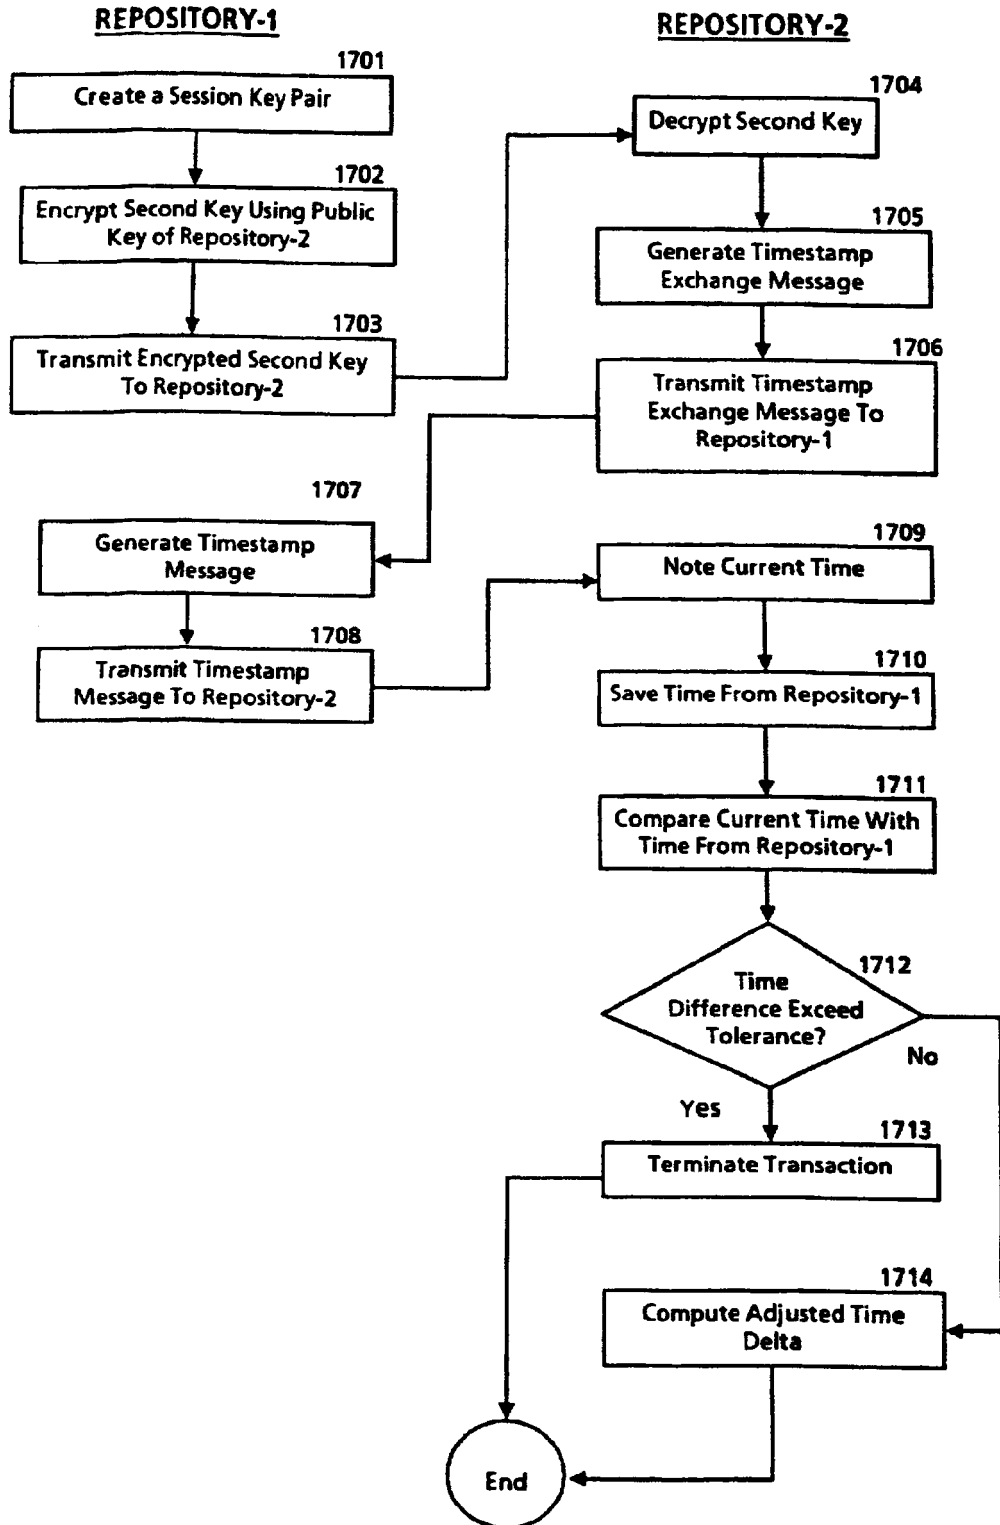 REPOSITORY-1
1701
Create a Session Key Pair
1702
Encrypt Second Key Using Public
Key of Repository-2
1703
Transmit Encrypted Second Key
To Repository-2
REPOSITORY-2
1704
Decrypt Second Key
1705
Generate Timestamp
Exchange Message
1706
Transmit Timestamp
Exchange Message To
Repository-1
1707
Generate Timestamp
Message
1708
Transmit Timestamp
Message To Repository-2
1709
Note Current Time
1710
Save Time From Repository-1
1711
Compare Current Time With
Time From Repository-1
1712
Time
Difference Exceed
Tolerance?
No
Yes
1713
Terminate Transaction
1714
Compute Adjusted Time
Delta
End